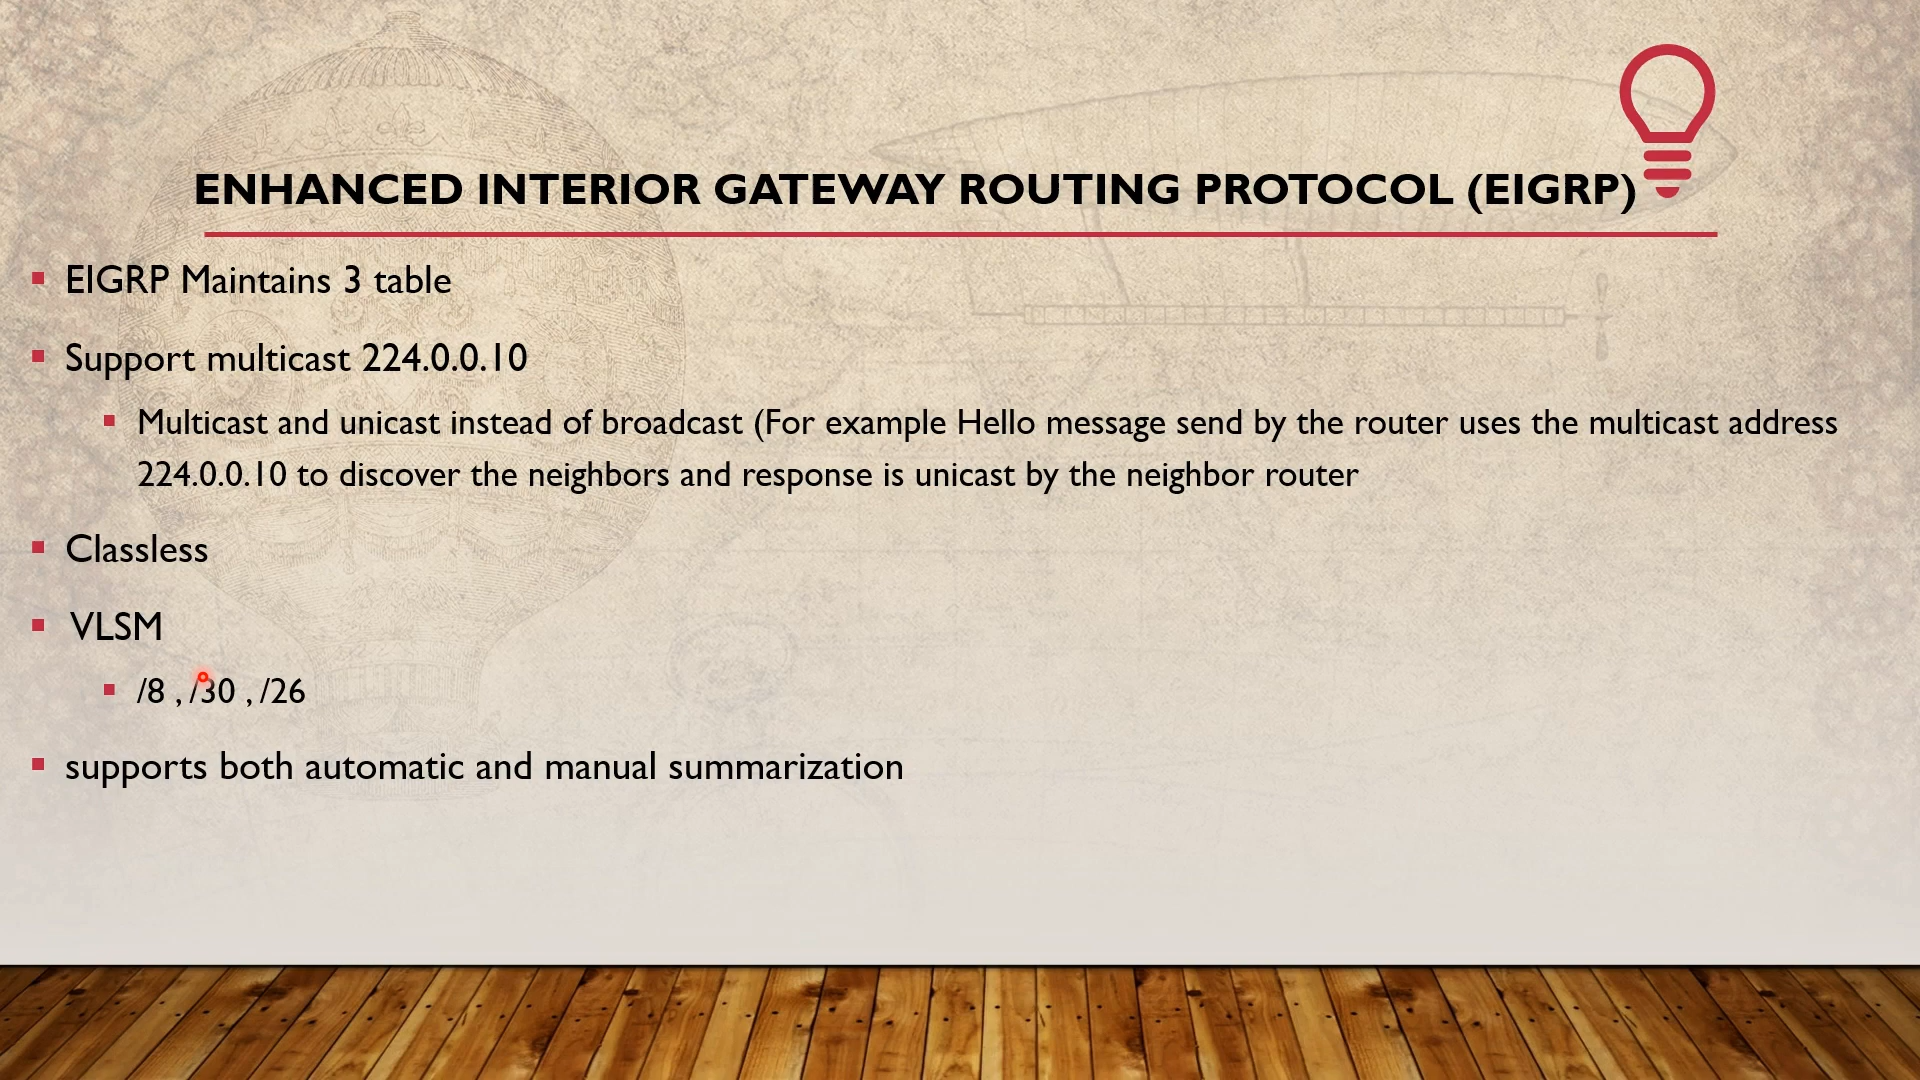 ENHANCED INTERIOR GATEWAY ROUTING PROTOCOL (EIGRP)
EIGRP Maintains 3 table
Support multicast 224.0.0.10
Multicast and unicast instead of broadcast (For example Hello message send by the router uses the multicast address
224.0.0.10 to discover the neighbors and response is unicast by the neighbor router
Classless
VLSM
/8 , /30 , /26
supports both automatic and manual summarization